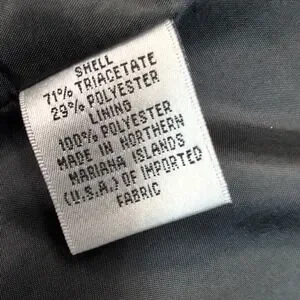 SHELL
71% TRIACETATE
29% POLYESTER
LINING
100% POLYESTER
MADE IN NORTHERN
MARIANA ISLANDS
(U.S.A.) OF IMPORTED
FABRIC